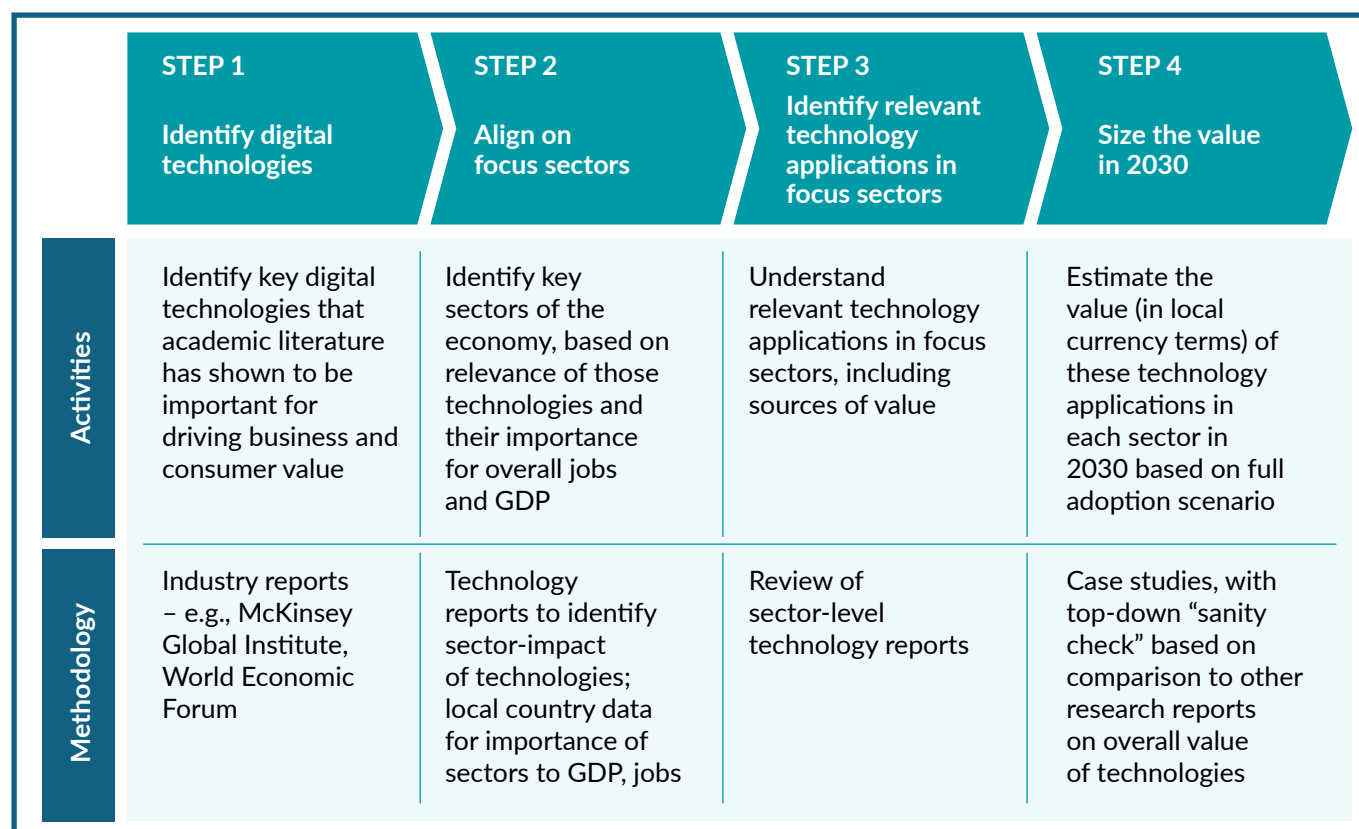 STEP 1
Identify digital
technologies
STEP 2
Align on
focus sectors
STEP 3
Identify relevant
technology
applications in
focus sectors
STEP 4
Size the value
in 2030
Activities
Identify key digital
technologies that
academic literature
has shown to be
important for
driving business and
consumer value
Identify key
sectors of the
economy, based on
relevance of those
technologies and
their importance
for overall jobs
and GDP
Understand
relevant technology
applications in focus
sectors, including
sources of value
Estimate the
value (in local
currency terms) of
these technology
applications in
each sector in
2030 based on full
adoption scenario
Methodology
Industry reports
– e.g., McKinsey
Global Institute,
World Economic
Forum
Technology
reports to identify
sector-impact
of technologies;
local country data
for importance of
sectors to GDP, jobs
Review of
sector-level
technology reports
Case studies, with
top-down “sanity
check” based on
comparison to other
research reports
on overall value
of technologies